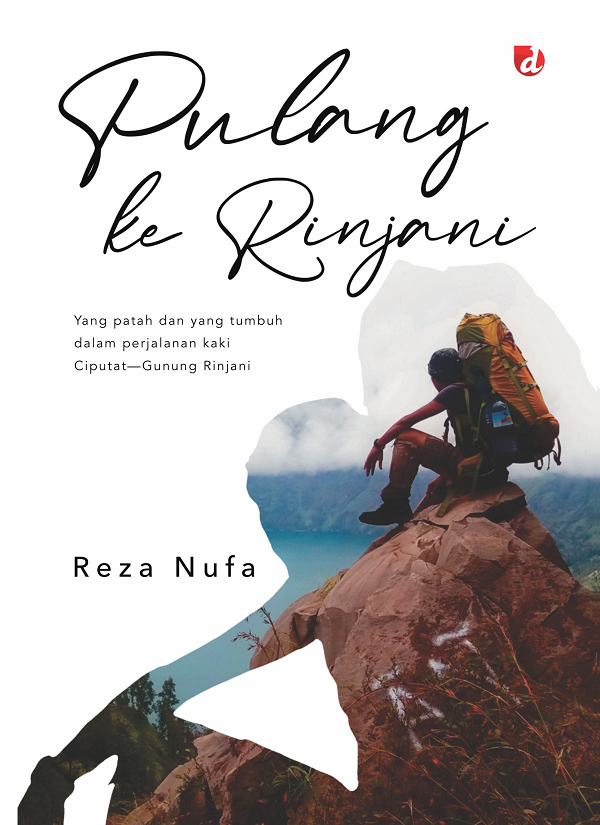 Pulang
ke Rinjani
d
Yang patah dan yang tumbuh
dalam perjalanan kaki
Ciputat—Gunung Rinjani
Reza Nufa